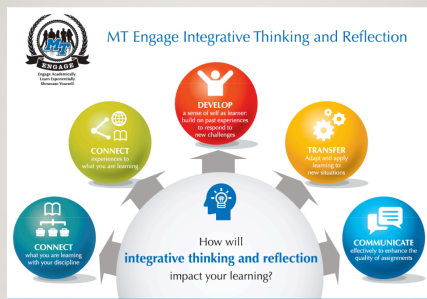 MT
ENGAGE
Engage Academically.
Learn Exponentially.
Showcase Yourself.
MT Engage Integrative Thinking and Reflection
DEVELOP
a sense of self as learner:
build on past experiences
to respond to
new challenges
CONNECT
experiences to
what you are learning
TRANSFER
Adapt and apply
learning to
new situations
CONNECT
what you are learning
with your discipline
COMMUNICATE
effectively to enhance the
quality of assignments
How will
integrative thinking and reflection
impact your learning?